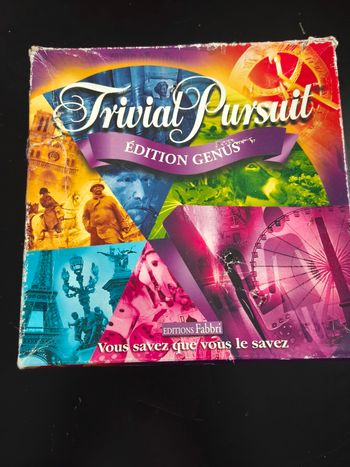 Trivial Pursuit
ÉDITION GENUS
EDITIONS Fabbri
Vous savez que vous le savez